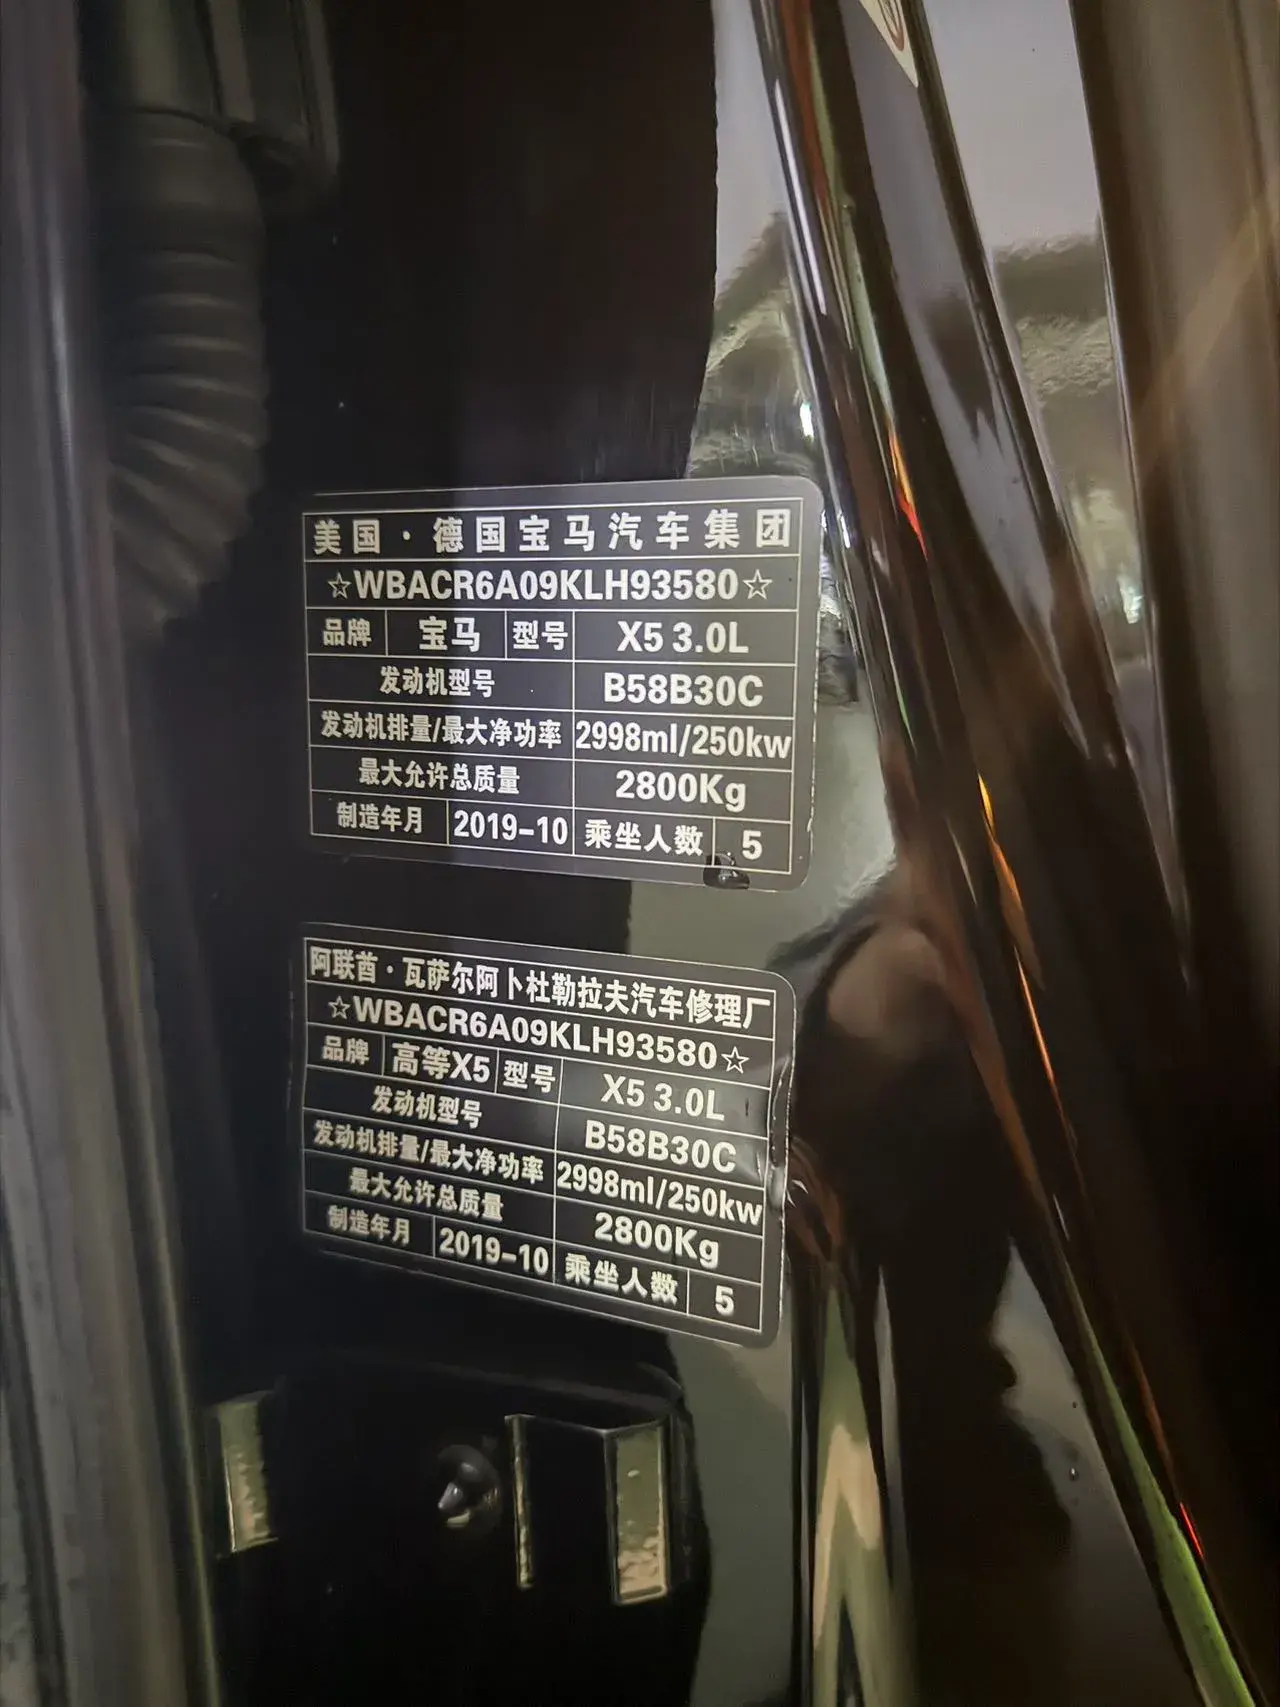 美国·德国宝马汽车集团
☆WBACR6A09KLH93580☆
品牌 宝马 型号 X5 3.0L
发动机型号 B58B30C
发动机排量/最大净功率 2998ml/250kw
最大允许总质量 2800Kg
制造年月 2019-10 乘坐人数 5
阿联酋·瓦萨尔阿卜杜勒拉夫汽车修理厂
☆WBACR6A09KLH93580☆
品牌 高等X5 型号 X5 3.0L
发动机型号 B58B30C
发动机排量/最大净功率 2998ml/250kw
最大允许总质量 2800Kg
制造年月 2019-10 乘坐人数 5